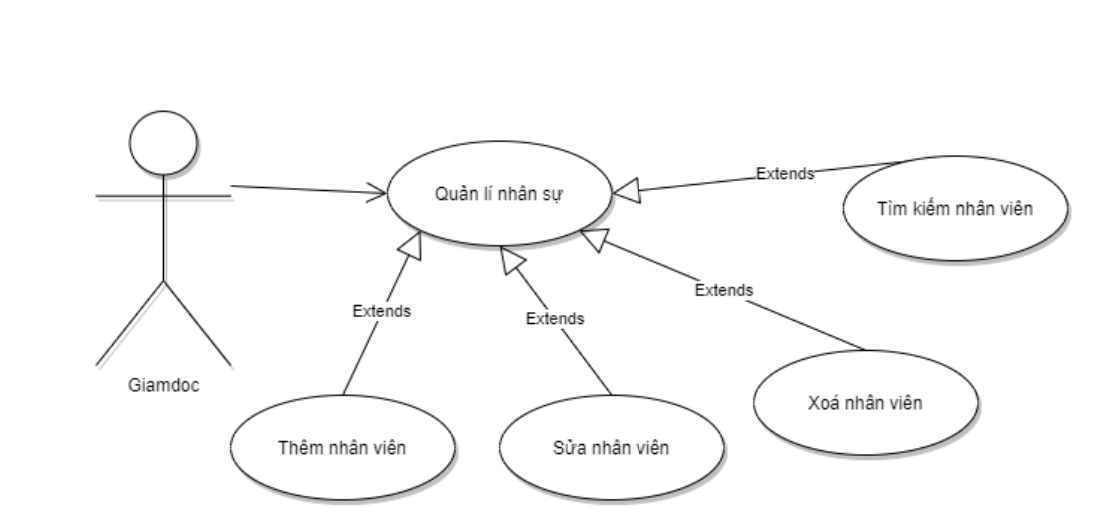 Quản lí nhân sự
Extends
Tìm kiếm nhân viên
Extends
Extends
Extends
Giamdoc
Xoá nhân viên
Thêm nhân viên
Sửa nhân viên